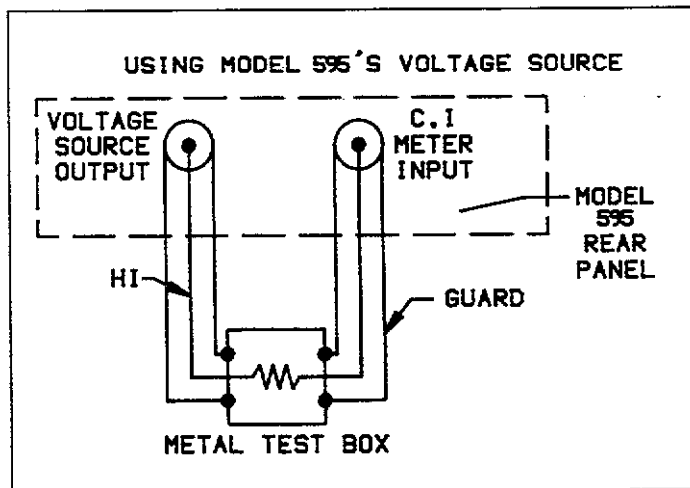 USING MODEL 595'S VOLTAGE SOURCE
VOLTAGE
SOURCE
OUTPUT
C.I
METER
INPUT
MODEL
595
REAR
PANEL
HI
GUARD
METAL TEST BOX